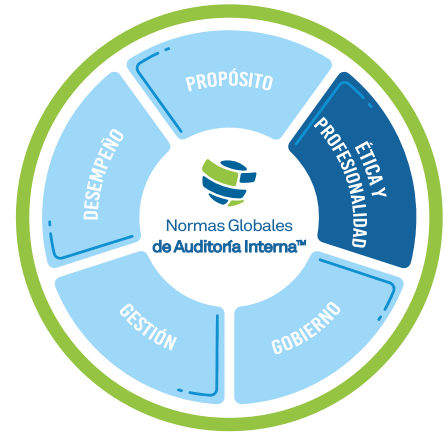 PROPÓSITO
ÉTICA Y
PROFESIONALIDAD
GOBIERNO
GESTIÓN
DESEMPEÑO
Normas Globales
de Auditoría Interna™